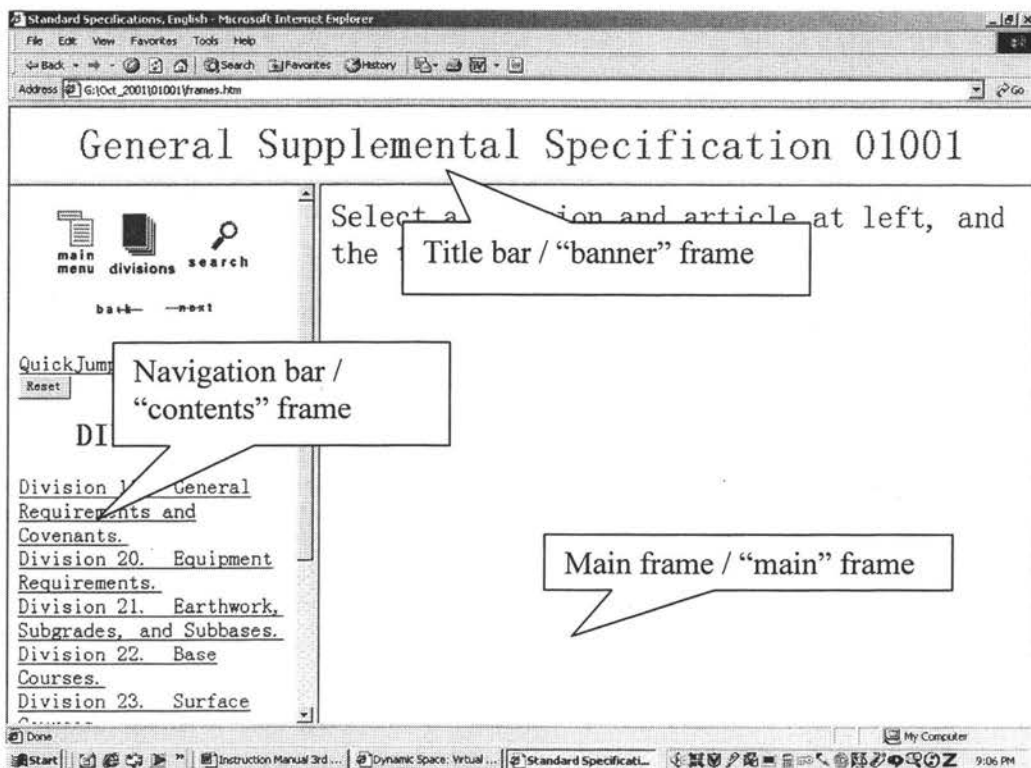 Standard Specifications, English - Microsoft Internet Explorer
File Edit View Favorites Tools Help
Back Search Favorites History
Address G:\Oct_2001\01001\frames.htm Go
General Supplemental Specification 01001
Select a ion and article at left, and
the
Title bar / “banner” frame
main menu divisions search
back next
QuickJump
Reset
Navigation bar /
“contents” frame
DI
Division General
Requirements and
Covenants.
Division 20. Equipment
Requirements.
Division 21. Earthwork,
Subgrades, and Subbases.
Division 22. Base
Courses.
Division 23. Surface
Main frame / “main” frame
Done My Computer
Start Instruction Manual 3rd ... Dynamic Space: Virtual ... Standard Specificati... 9:06 PM